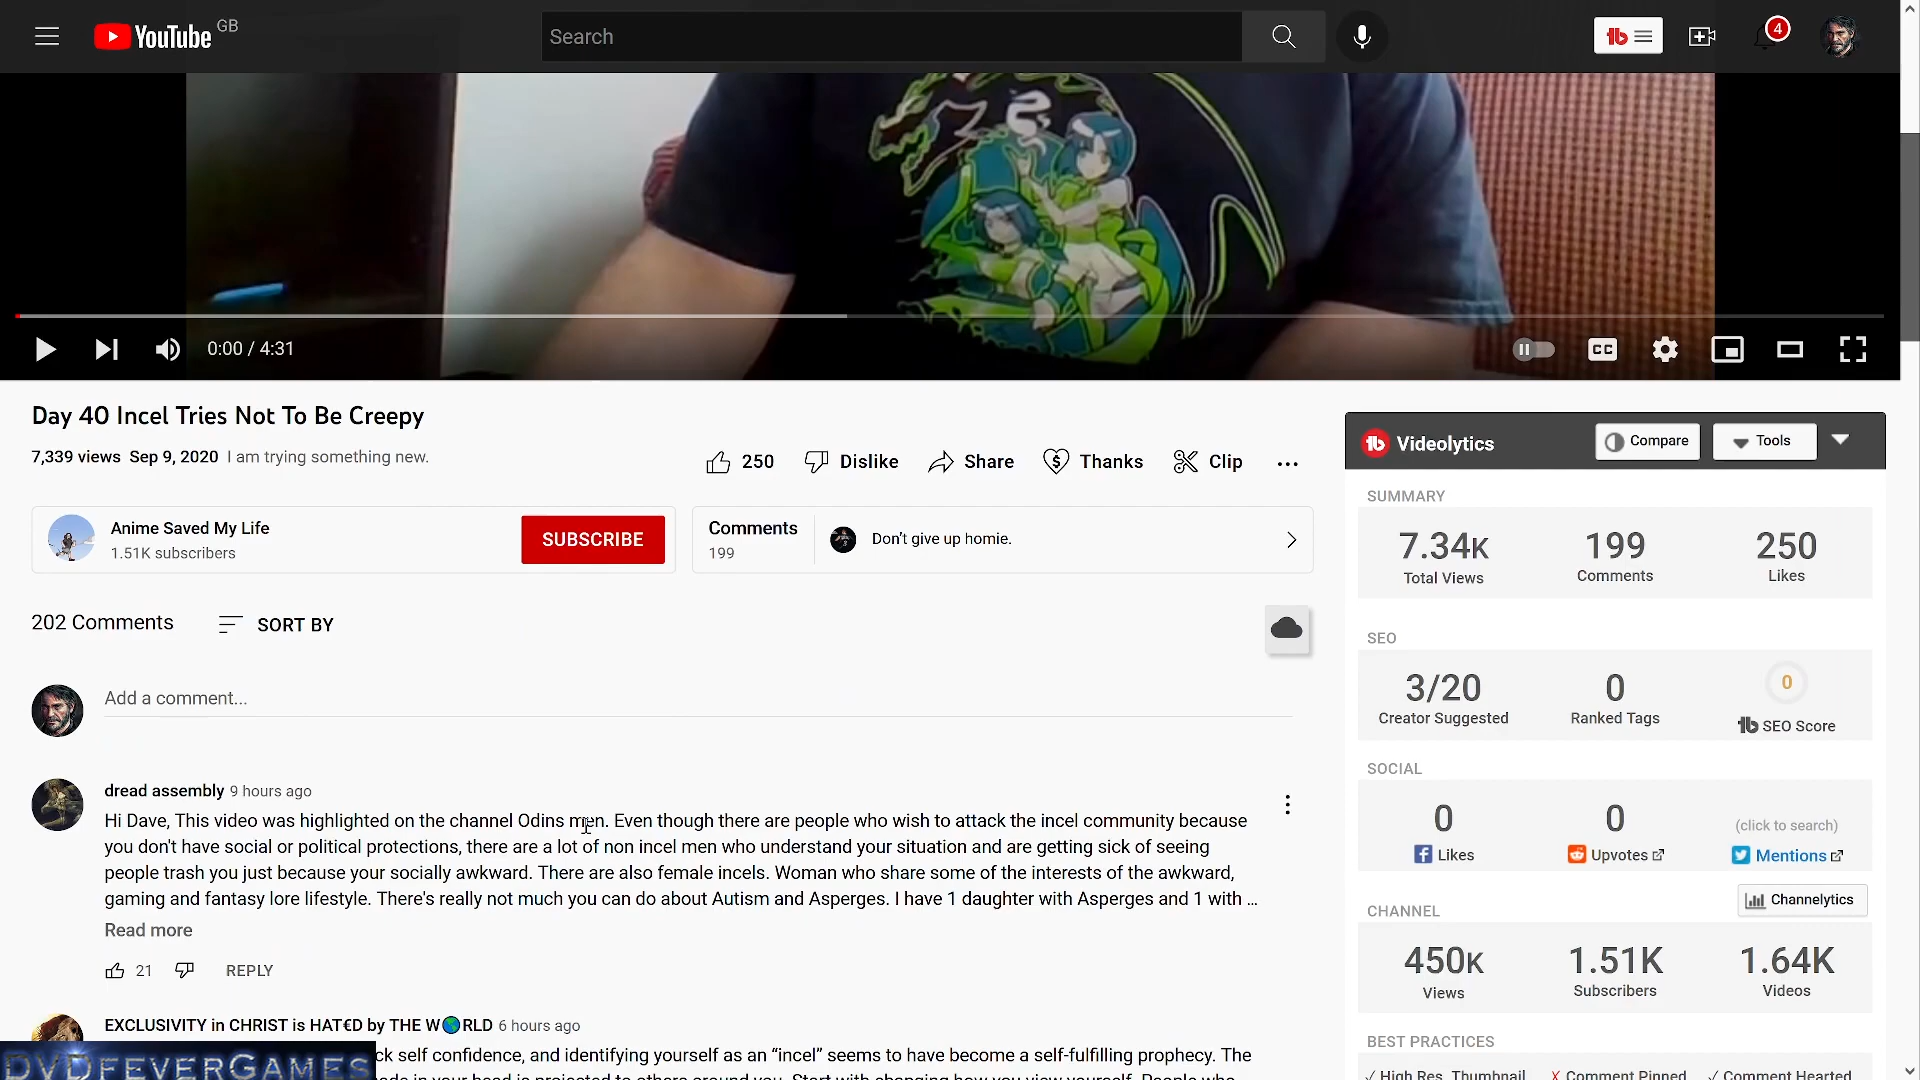 YouTube GB
Search
4
0:00 / 4:31
CC
Day 40 Incel Tries Not To Be Creepy
7,339 views Sep 9, 2020 I am trying something new.
250 Dislike Share Thanks Clip
Anime Saved My Life
1.51K subscribers
SUBSCRIBE
Comments
199
Don't give up homie.
202 Comments SORT BY
Add a comment...
dread assembly 9 hours ago
Hi Dave, This video was highlighted on the channel Odins men. Even though there are people who wish to attack the incel community because
you don't have social or political protections, there are a lot of non incel men who understand your situation and are getting sick of seeing
people trash you just because your socially awkward. There are also female incels. Woman who share some of the interests of the awkward,
gaming and fantasy lore lifestyle. There's really not much you can do about Autism and Asperges. I have 1 daughter with Asperges and 1 with ...
Read more
21 REPLY
EXCLUSIVITY in CHRIST is HAT€D by THE W🌎RLD 6 hours ago
ck self confidence, and identifying yourself as an “incel” seems to have become a self-fulfilling prophecy. The
DVDfeverGames
Videolytics Compare Tools
SUMMARY
7.34K 199 250
Total Views Comments Likes
SEO
3/20 0 0
Creator Suggested Ranked Tags SEO Score
SOCIAL
0 0 (click to search)
Likes Upvotes Mentions
CHANNEL Channelytics
450K 1.51K 1.64K
Views Subscribers Videos
BEST PRACTICES
High Res. Thumbnail Comment Pinned Comment Hearted